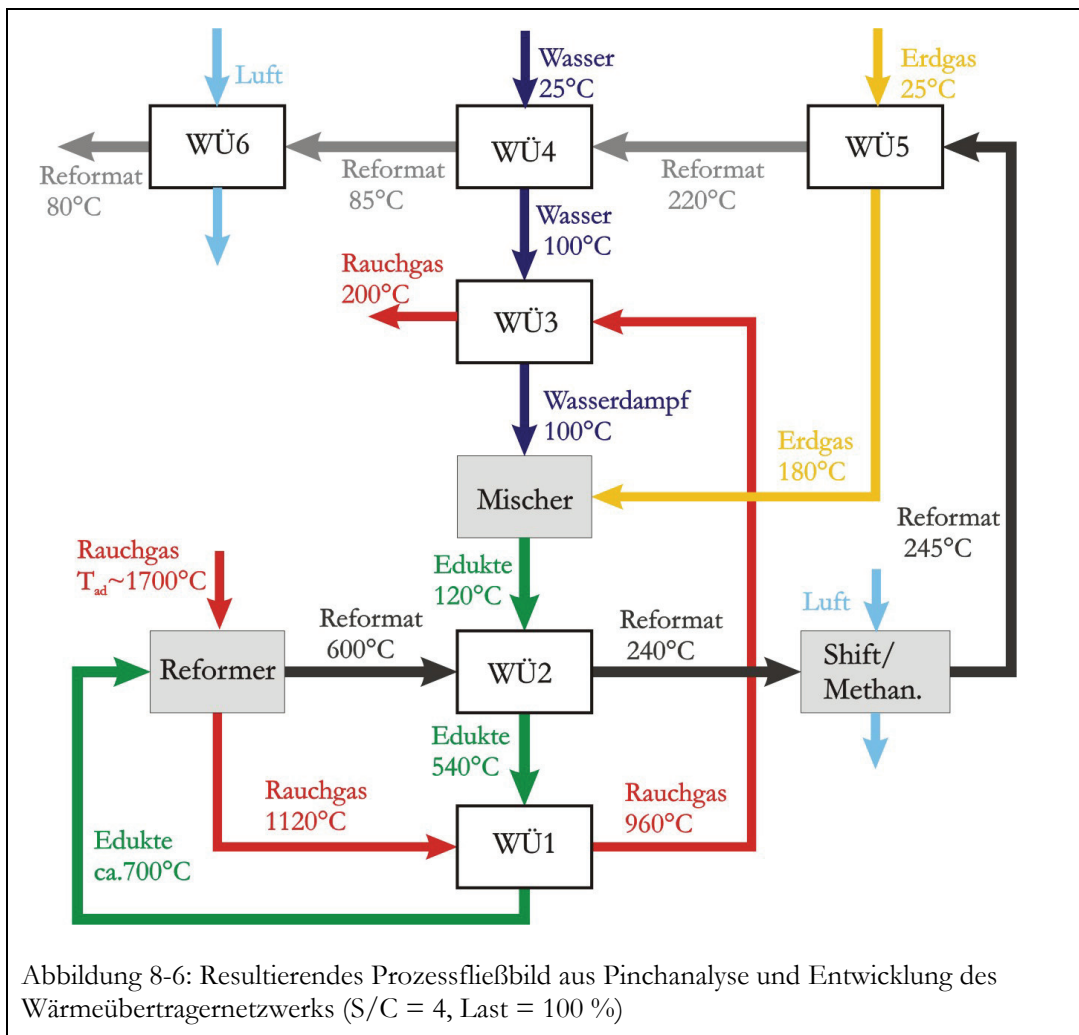 Luft
Wasser
25°C
Erdgas
25°C
WÜ6
WÜ4
WÜ5
Reformat
80°C
Reformat
85°C
Reformat
220°C
Wasser
100°C
Rauchgas
200°C
WÜ3
Wasserdampf
100°C
Erdgas
180°C
Mischer
Reformat
245°C
Rauchgas
Tad~1700°C
Edukte
120°C
Luft
Reformat
600°C
Reformat
240°C
Reformer
WÜ2
Shift/
Methan.
Edukte
540°C
Rauchgas
1120°C
Rauchgas
960°C
Edukte
ca.700°C
WÜ1
Abbildung 8-6: Resultierendes Prozessfließbild aus Pinchanalyse und Entwicklung des
Wärmeübertragernetzwerks (S/C = 4, Last = 100 %)